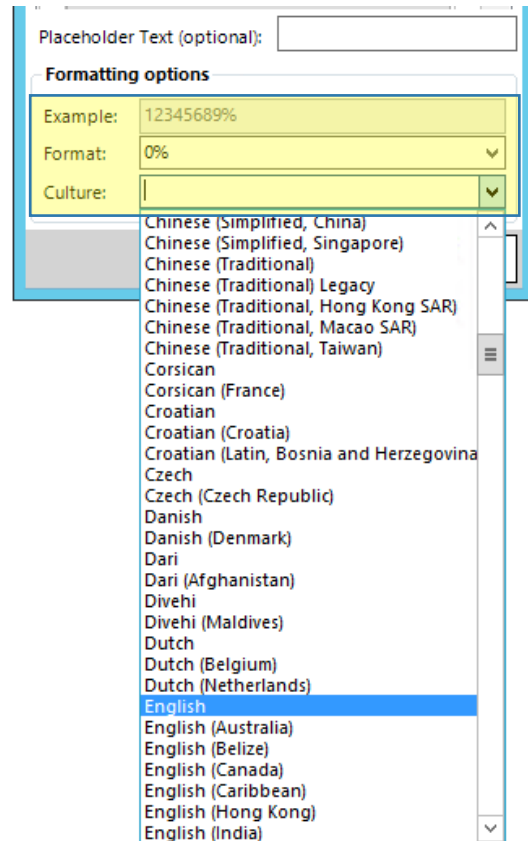 Placeholder Text (optional):
Formatting options
Example: 12345689%
Format: 0%
Culture:
Chinese (Simplified, China)
Chinese (Simplified, Singapore)
Chinese (Traditional)
Chinese (Traditional) Legacy
Chinese (Traditional, Hong Kong SAR)
Chinese (Traditional, Macao SAR)
Chinese (Traditional, Taiwan)
Corsican
Corsican (France)
Croatian
Croatian (Croatia)
Croatian (Latin, Bosnia and Herzegovina
Czech
Czech (Czech Republic)
Danish
Danish (Denmark)
Dari
Dari (Afghanistan)
Divehi
Divehi (Maldives)
Dutch
Dutch (Belgium)
Dutch (Netherlands)
English
English (Australia)
English (Belize)
English (Canada)
English (Caribbean)
English (Hong Kong)
English (India)